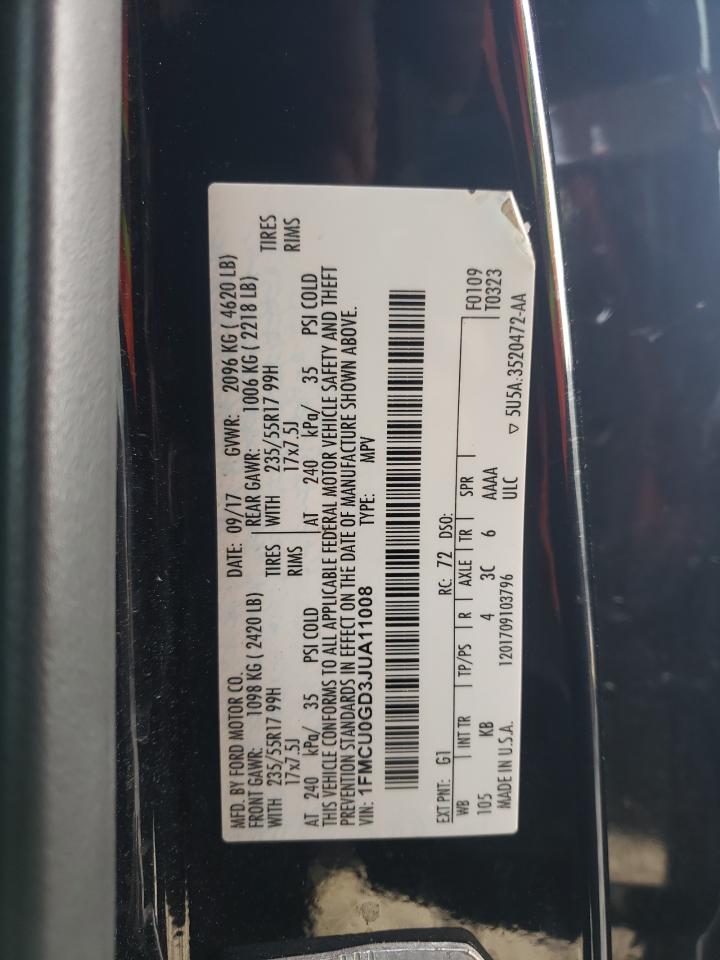 MFD. BY FORD MOTOR CO. DATE: 09/17 GVWR: 2096 KG ( 4620 LB)
FRONT GAWR: 1098 KG ( 2420 LB) REAR GAWR: 1006 KG ( 2218 LB)
WITH 235/55R17 99H TIRES WITH 235/55R17 99H TIRES
17x7.5J RIMS 17x7.5J RIMS
AT 240 kPa/ 35 PSI COLD AT 240 kPa/ 35 PSI COLD
THIS VEHICLE CONFORMS TO ALL APPLICABLE FEDERAL MOTOR VEHICLE SAFETY AND THEFT
PREVENTION STANDARDS IN EFFECT ON THE DATE OF MANUFACTURE SHOWN ABOVE.
VIN: 1FMCU0GD3JUA11008 TYPE: MPV
EXT PNT: G1 RC: 72 DSO: F0109
WB INT TR TP/PS R AXLE TR SPR T0323
105 KB 4 3C 6 AAAA
MADE IN U.S.A. 1201709103796 ULC ▽ 5U5A-3520472-AA